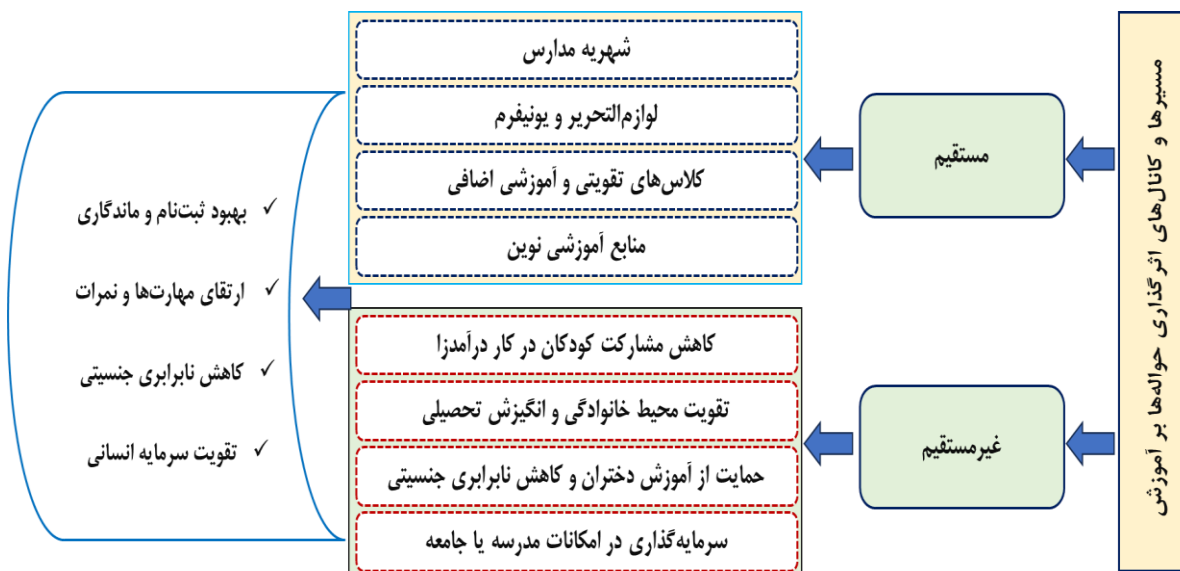 مسیرها و کانال‌های اثرگذاری حواله‌ها بر آموزش
مستقیم
شهریه مدارس
لوازم‌التحریر و یونیفرم
کلاس‌های تقویتی و آموزشی اضافی
منابع آموزشی نوین
غیرمستقیم
کاهش مشارکت کودکان در کار درآمدزا
تقویت محیط خانوادگی و انگیزش تحصیلی
حمایت از آموزش دختران و کاهش نابرابری جنسیتی
سرمایه‌گذاری در امکانات مدرسه یا جامعه
✓ بهبود ثبت‌نام و ماندگاری
✓ ارتقای مهارت‌ها و نمرات
✓ کاهش نابرابری جنسیتی
✓ تقویت سرمایه انسانی